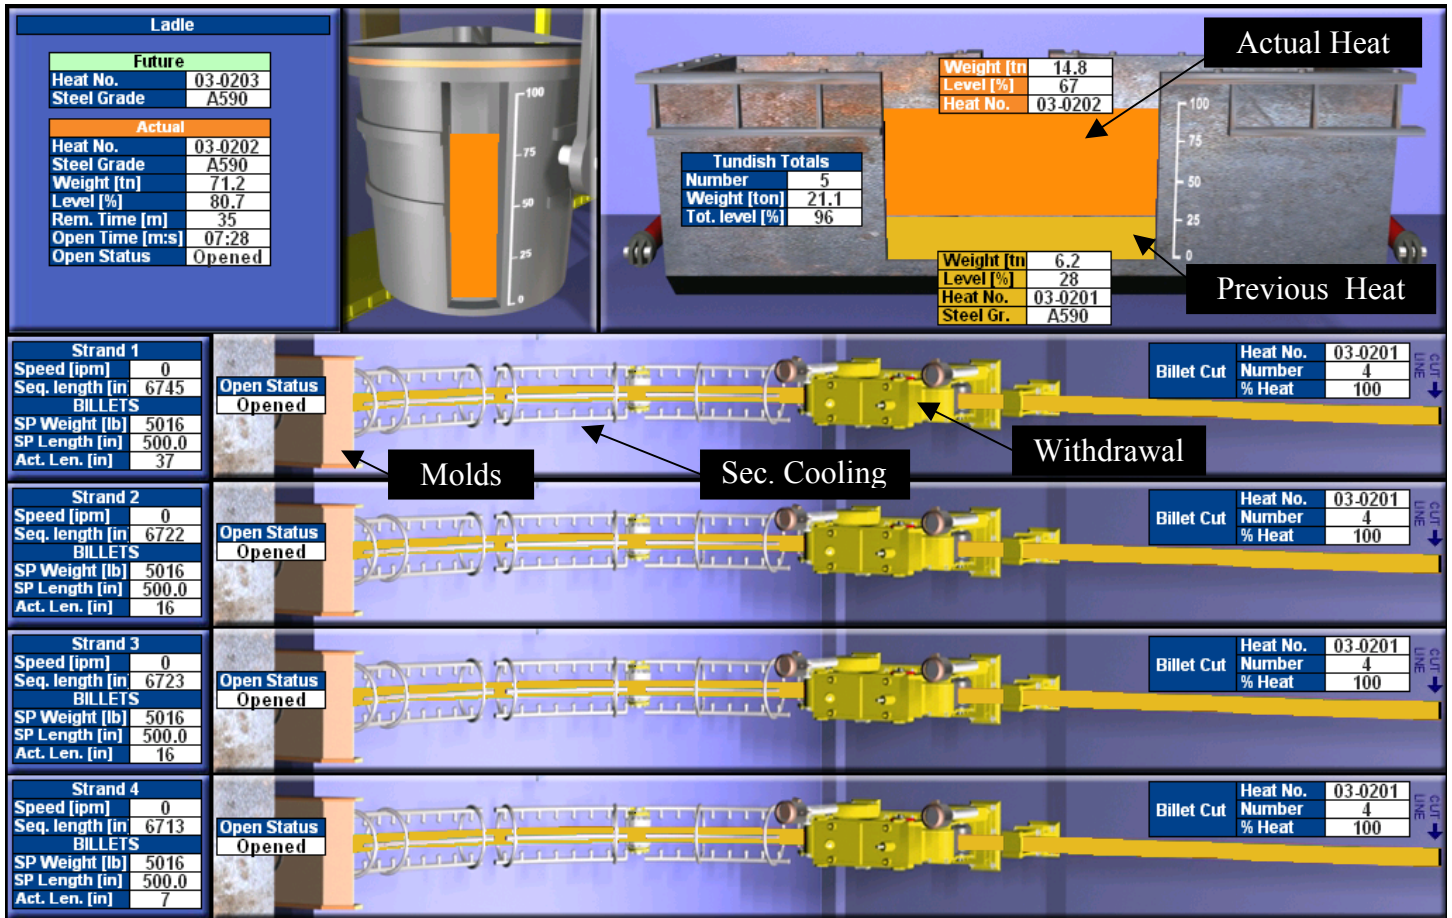 Ladle
Future
Heat No. 03-0203
Steel Grade A590
Actual
Heat No. 03-0202
Steel Grade A590
Weight [tn] 71.2
Level [%] 80.7
Rem. Time [m] 35
Open Time [m:s] 07:28
Open Status Opened
100
75
50
25
0
Weight [tn 14.8
Level [%] 67
Heat No. 03-0202
Actual Heat
Tundish Totals
Number 5
Weight [ton] 21.1
Tot. level [%] 96
100
75
50
25
0
Weight [tn 6.2
Level [%] 28
Heat No. 03-0201
Steel Gr. A590
Previous Heat
Strand 1
Speed [ipm] 0
Seq. length [in 6745
BILLETS
SP Weight [lb] 5016
SP Length [in] 500.0
Act. Len. [in] 37
Open Status
Opened
Molds
Sec. Cooling
Withdrawal
Billet Cut
Heat No. 03-0201
Number 4
% Heat 100
CUT
LINE
Strand 2
Speed [ipm] 0
Seq. length [in 6722
BILLETS
SP Weight [lb] 5016
SP Length [in] 500.0
Act. Len. [in] 16
Open Status
Opened
Billet Cut
Heat No. 03-0201
Number 4
% Heat 100
CUT
LINE
Strand 3
Speed [ipm] 0
Seq. length [in 6723
BILLETS
SP Weight [lb] 5016
SP Length [in] 500.0
Act. Len. [in] 16
Open Status
Opened
Billet Cut
Heat No. 03-0201
Number 4
% Heat 100
CUT
LINE
Strand 4
Speed [ipm] 0
Seq. length [in 6713
BILLETS
SP Weight [lb] 5016
SP Length [in] 500.0
Act. Len. [in] 7
Open Status
Opened
Billet Cut
Heat No. 03-0201
Number 4
% Heat 100
CUT
LINE